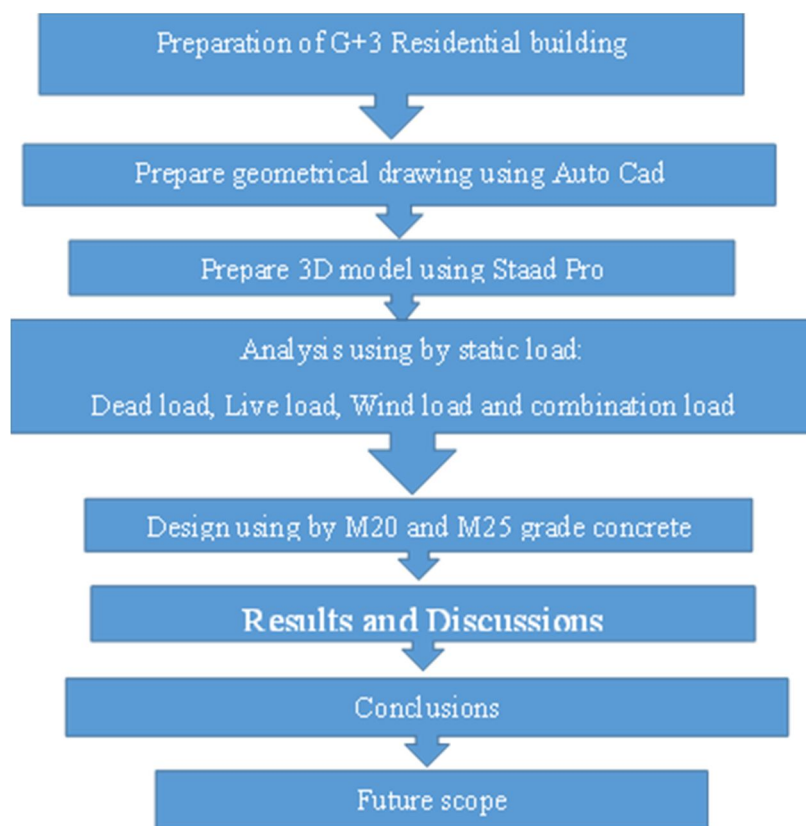 Preparation of G+3 Residential building
Prepare geometrical drawing using Auto Cad
Prepare 3D model using Staad Pro
Analysis using by static load:
Dead load, Live load, Wind load and combination load
Design using by M20 and M25 grade concrete
Results and Discussions
Conclusions
Future scope